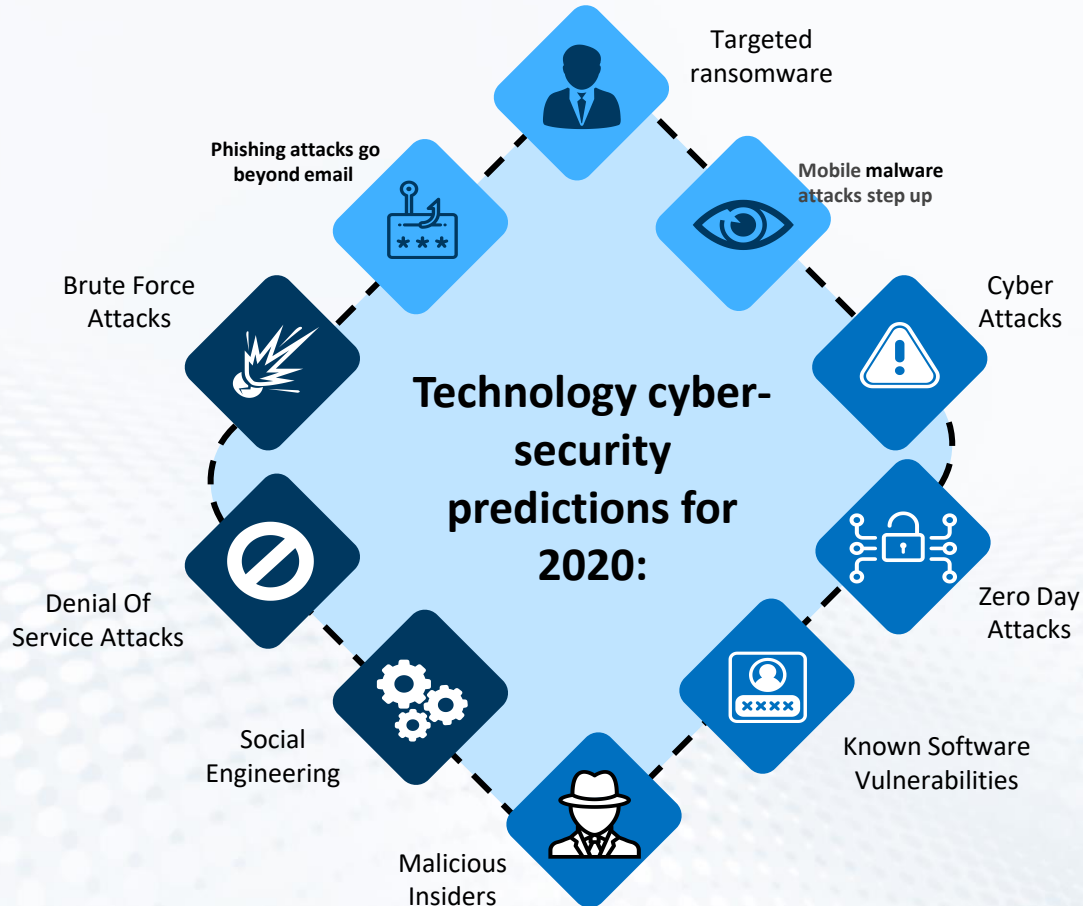 Targeted
ransomware
Phishing attacks go
beyond email
Mobile malware
attacks step up
Brute Force
Attacks
Cyber
Attacks
* * *
Technology cyber-
security
predictions for
2020:
Denial Of
Service Attacks
Zero Day
Attacks
xxxx
Social
Engineering
Known Software
Vulnerabilities
Malicious
Insiders